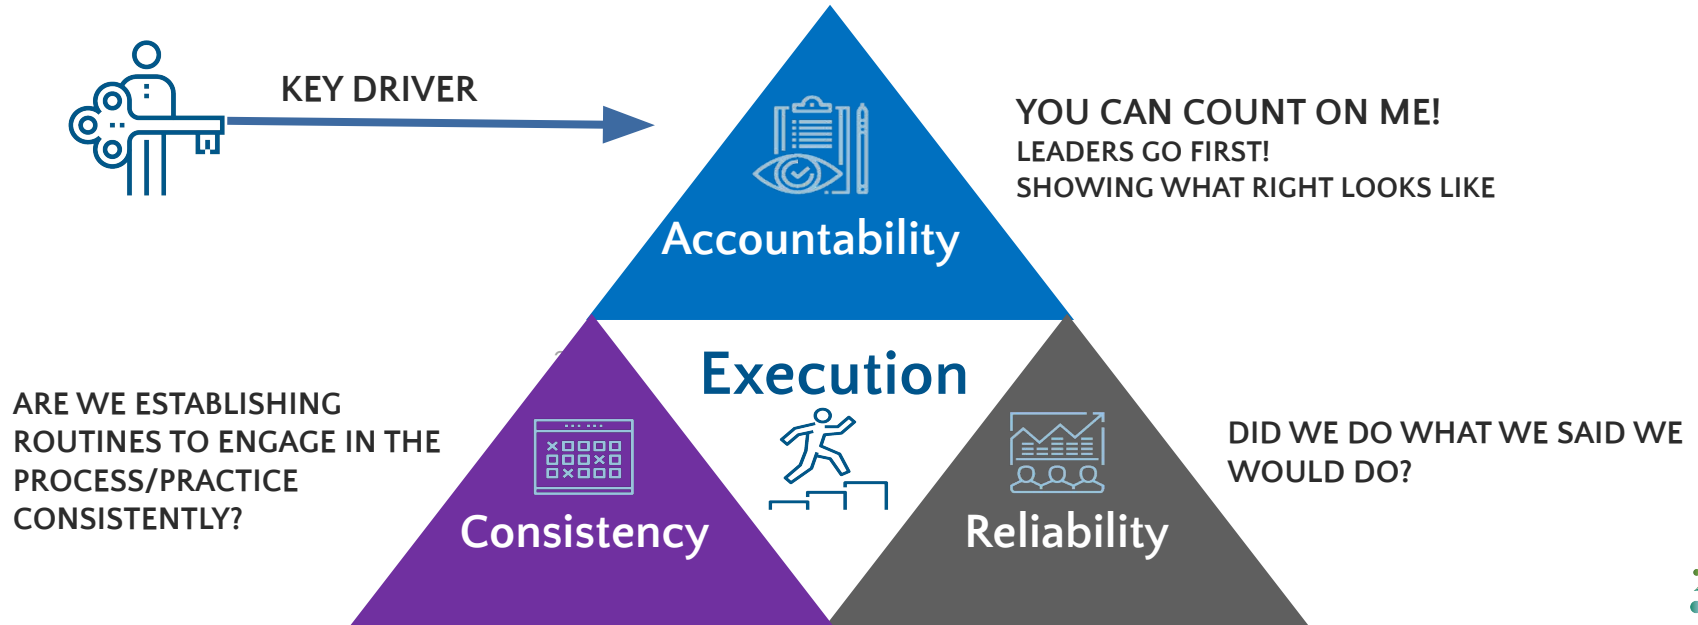 KEY DRIVER
YOU CAN COUNT ON ME!
LEADERS GO FIRST!
SHOWING WHAT RIGHT LOOKS LIKE
Accountability
Execution
ARE WE ESTABLISHING
ROUTINES TO ENGAGE IN THE
PROCESS/PRACTICE
CONSISTENTLY?
Consistency
Reliability
DID WE DO WHAT WE SAID WE
WOULD DO?